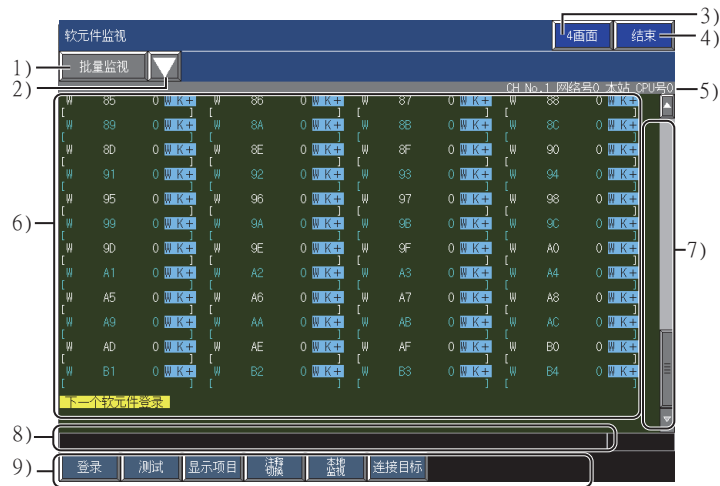 软元件监视 4画面 结束 3)
4)
1) 批量监视
2)
CH No.1 网络号0 本站 CPU号0 5)
W 85 0 W K+ W 86 0 W K+ W 87 0 W K+ W 88 0 W K+
[ ] [ ] [ ] [ ]
W 89 0 W K+ W 8A 0 W K+ W 8B 0 W K+ W 8C 0 W K+
[ ] [ ] [ ] [ ]
W 8D 0 W K+ W 8E 0 W K+ W 8F 0 W K+ W 90 0 W K+
[ ] [ ] [ ] [ ]
W 91 0 W K+ W 92 0 W K+ W 93 0 W K+ W 94 0 W K+
[ ] [ ] [ ] [ ]
W 95 0 W K+ W 96 0 W K+ W 97 0 W K+ W 98 0 W K+
[ ] [ ] [ ] [ ]
6) W 99 0 W K+ W 9A 0 W K+ W 9B 0 W K+ W 9C 0 W K+
[ ] [ ] [ ] [ ]
W 9D 0 W K+ W 9E 0 W K+ W 9F 0 W K+ W A0 0 W K+ 7)
[ ] [ ] [ ] [ ]
W A1 0 W K+ W A2 0 W K+ W A3 0 W K+ W A4 0 W K+
[ ] [ ] [ ] [ ]
W A5 0 W K+ W A6 0 W K+ W A7 0 W K+ W A8 0 W K+
[ ] [ ] [ ] [ ]
W A9 0 W K+ W AA 0 W K+ W AB 0 W K+ W AC 0 W K+
[ ] [ ] [ ] [ ]
W AD 0 W K+ W AE 0 W K+ W AF 0 W K+ W B0 0 W K+
[ ] [ ] [ ] [ ]
W B1 0 W K+ W B2 0 W K+ W B3 0 W K+ W B4 0 W K+
[ ] [ ] [ ] [ ]
下一个软元件登录
8)
9) 登录 测试 显示项目 注释切换 本地监视 连接目标